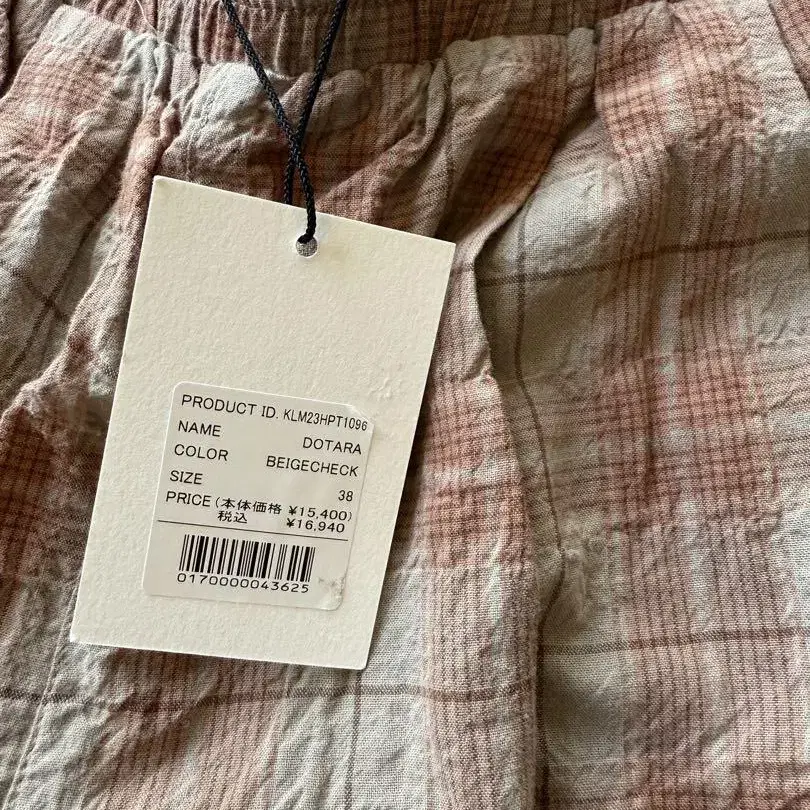 PRODUCT ID. KLM23HPT1096
NAME DOTARA
COLOR BEIGECHECK
SIZE 38
PRICE(本体価格 ¥15,400)
税込 ¥16,940
0170000043625